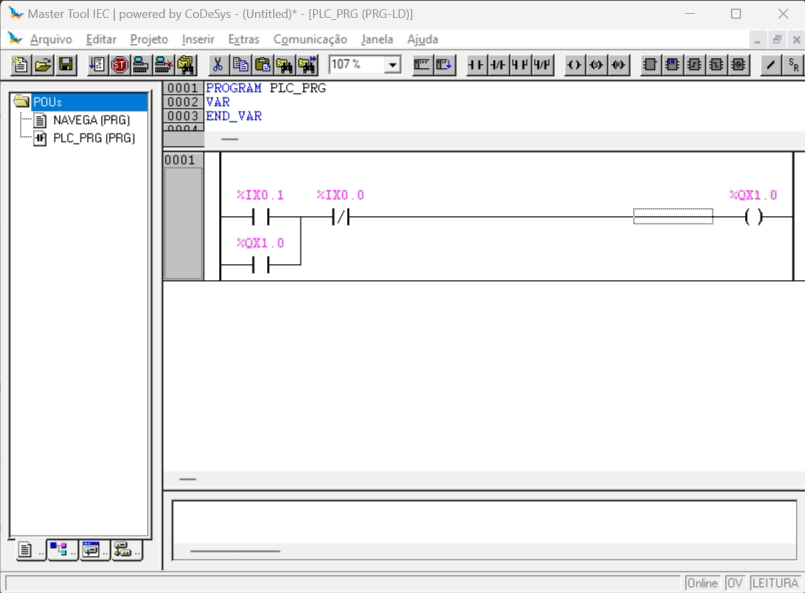 Master Tool IEC | powered by CoDeSys - (Untitled)* - [PLC_PRG (PRG-LD)]
Arquivo Editar Projeto Inserir Extras Comunicação Janela Ajuda
ST 107 % S R
POUs
NAVEGA (PRG)
PLC_PRG (PRG)
0001 PROGRAM PLC_PRG
0002 VAR
0003 END_VAR
0004
0001
%IX0.1 %IX0.0 %QX1.0
%QX1.0
Online OV LEITURA